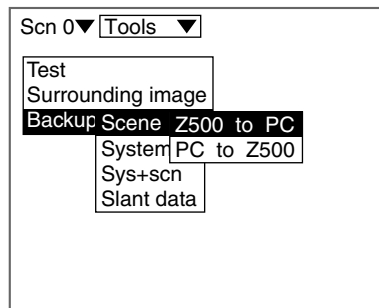 Scn 0▼ Tools ▼
Test
Surrounding image
Backup Scene Z500 to PC
System PC to Z500
Sys+scn
Slant data